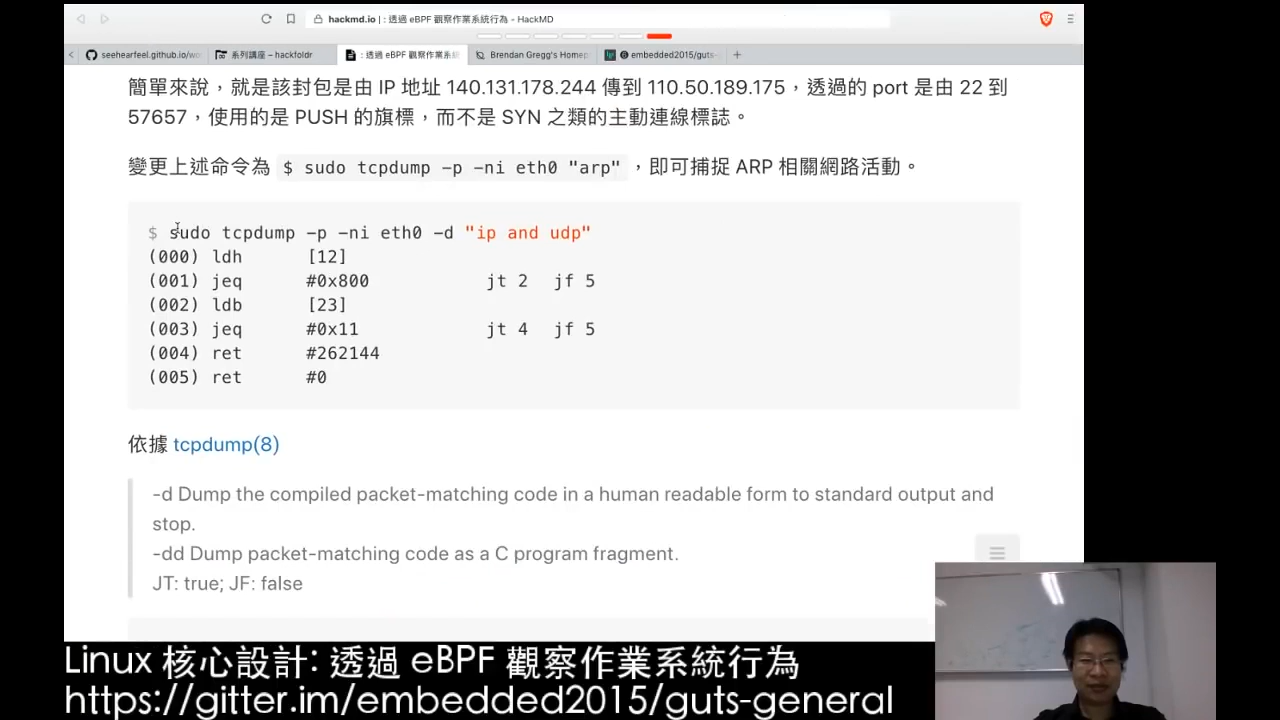 hackmd.io | : 透過 eBPF 觀察作業系統行為 - HackMD
seehearfeel.github.io/wo
系列講座 – hackfoldr
: 透過 eBPF 觀察作業系統
Brendan Gregg's Homep
embedded2015/guts-
簡單來說，就是該封包是由 IP 地址 140.131.178.244 傳到 110.50.189.175，透過的 port 是由 22 到
57657，使用的是 PUSH 的旗標，而不是 SYN 之類的主動連線標誌。
變更上述命令為 $ sudo tcpdump -p -ni eth0 "arp" ，即可捕捉 ARP 相關網路活動。
$ sudo tcpdump -p -ni eth0 -d "ip and udp"
(000) ldh [12]
(001) jeq #0x800 jt 2 jf 5
(002) ldb [23]
(003) jeq #0x11 jt 4 jf 5
(004) ret #262144
(005) ret #0
依據 tcpdump(8)
-d Dump the compiled packet-matching code in a human readable form to standard output and
stop.
-dd Dump packet-matching code as a C program fragment.
JT: true; JF: false
Linux 核心設計: 透過 eBPF 觀察作業系統行為
https://gitter.im/embedded2015/guts-general